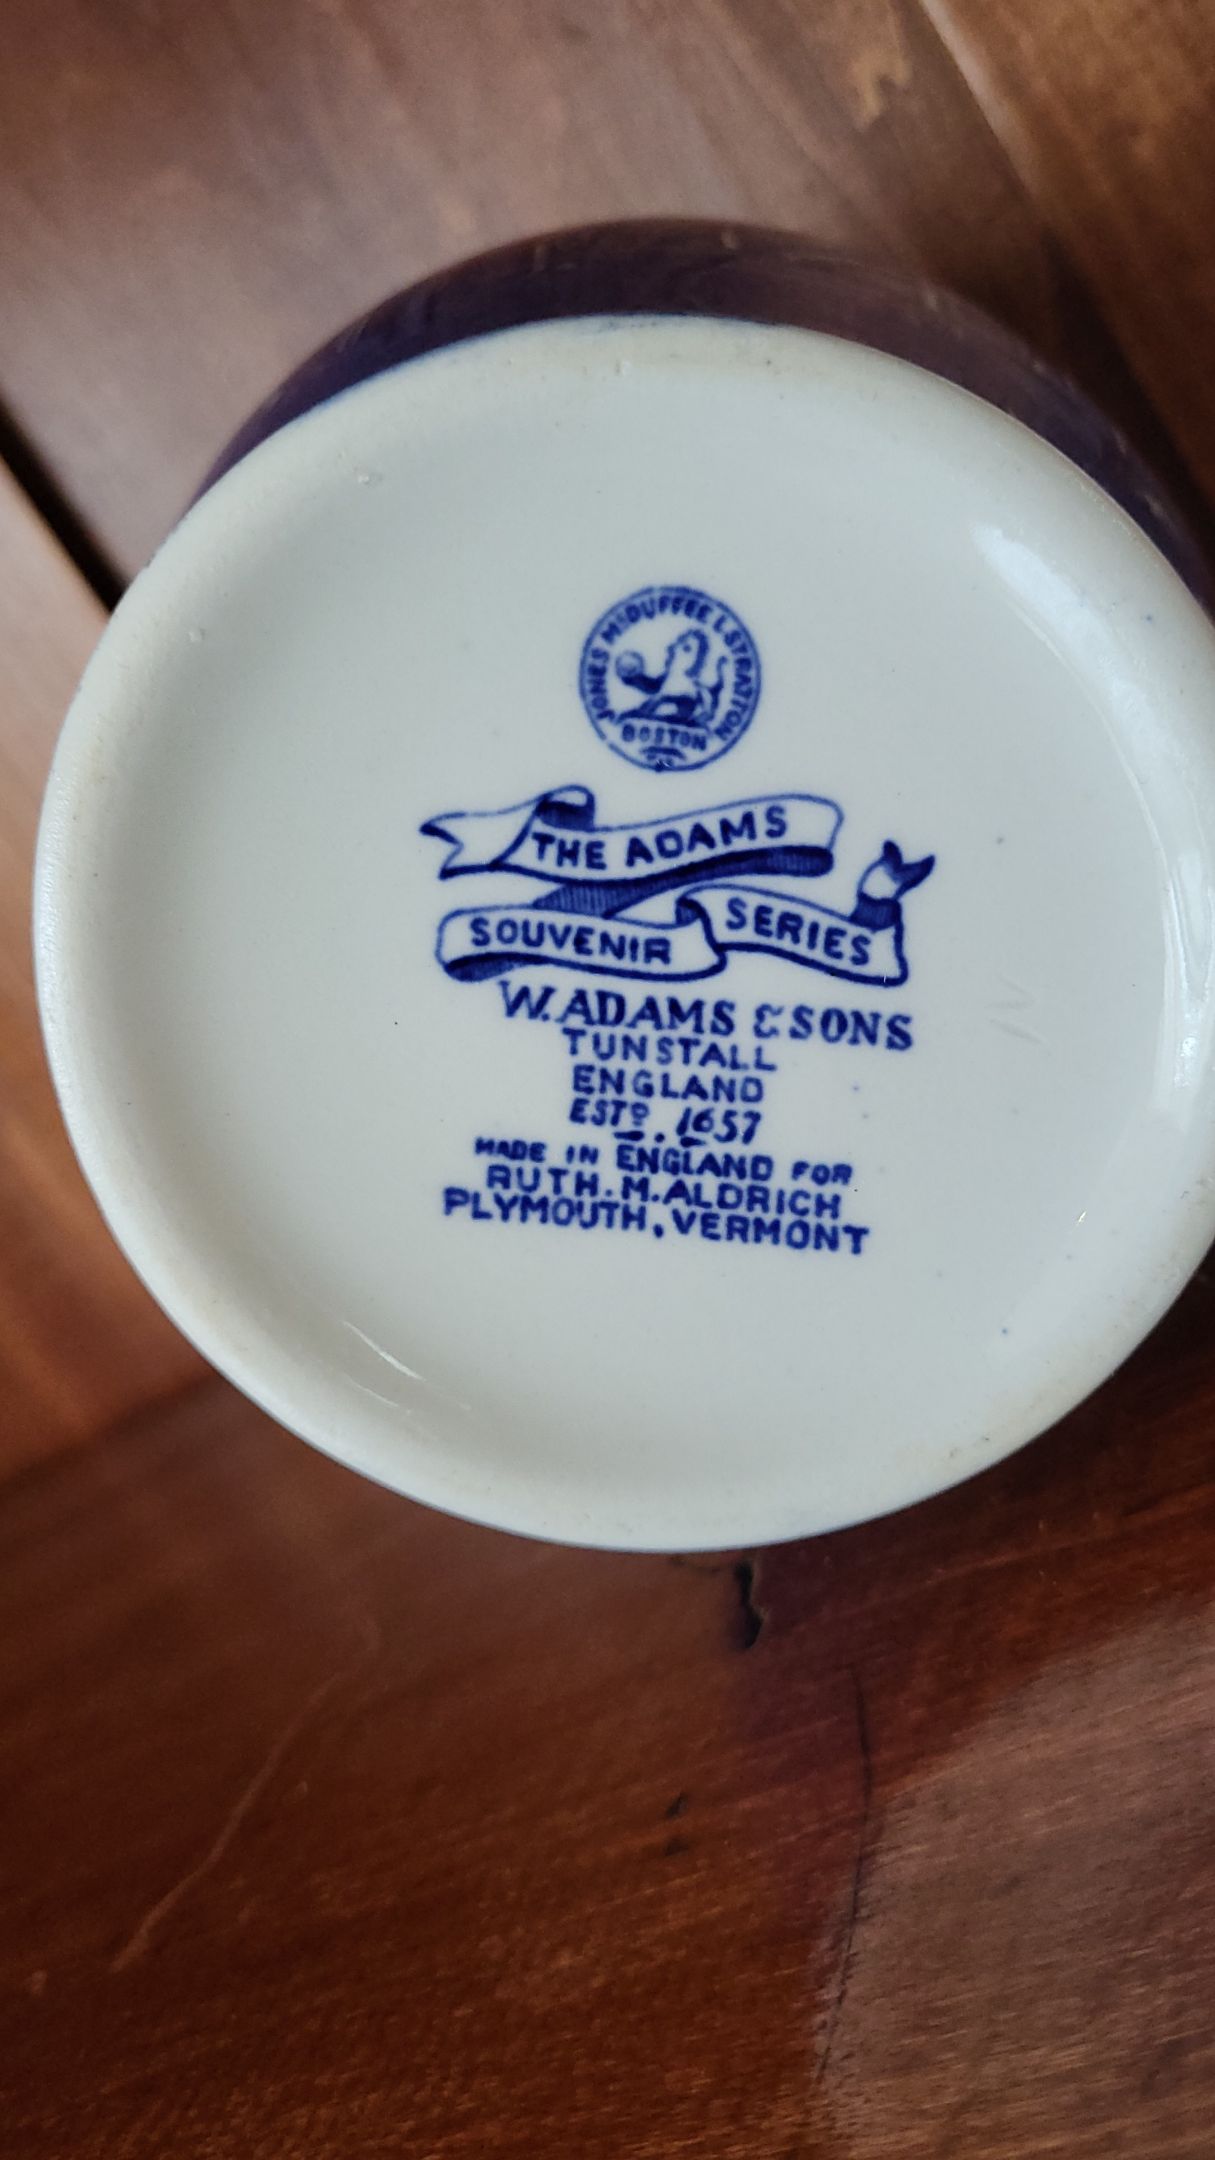 JONES McDUFFEE & STRATTON
BOSTON
THE ADAMS
SOUVENIR SERIES
W. ADAMS & SONS
TUNSTALL
ENGLAND
ESTD. 1657
MADE IN ENGLAND FOR
RUTH. M. ALDRICH
PLYMOUTH, VERMONT